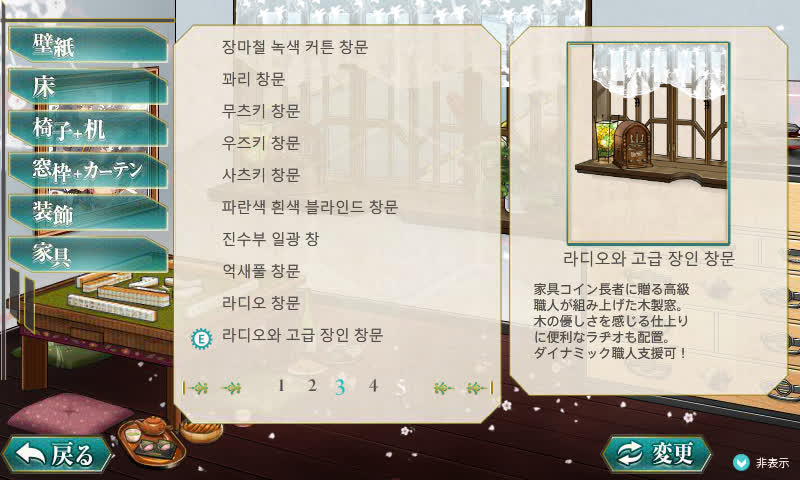 壁紙
床
椅子+机
窓枠+カーテン
装飾
家具
장마철 녹색 커튼 창문
꽈리 창문
무츠키 창문
우즈키 창문
사츠키 창문
파란색 흰색 블라인드 창문
진수부 일광 창
억새풀 창문
라디오 창문
E 라디오와 고급 장인 창문
1 2 3 4 5
라디오와 고급 장인 창문
家具コイン長者に贈る高級
職人が組み上げた木製窓。
木の優しさを感じる仕上り
に便利なラヂオも配置。
ダイナミック職人支援可！
戻る
変更
非表示